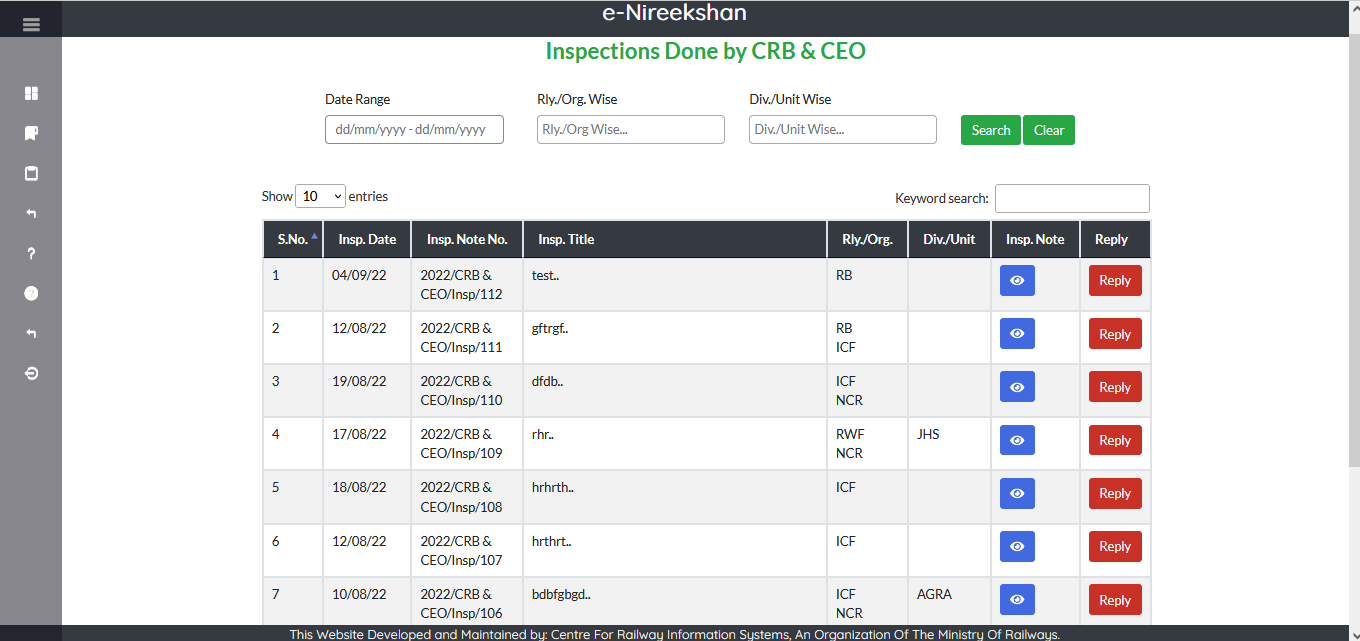 e-Nireekshan
Inspections Done by CRB & CEO
Date Range
Rly./Org. Wise
Div./Unit Wise
dd/mm/yyyy - dd/mm/yyyy
Rly./Org Wise...
Div./Unit Wise...
Search
Clear
Show 10 entries
Keyword search:
S.No. Insp. Date Insp. Note No. Insp. Title Rly./Org. Div./Unit Insp. Note Reply
1 04/09/22 2022/CRB & test.. RB Reply
CEO/Insp/112
2 12/08/22 2022/CRB & gftrgf.. RB Reply
CEO/Insp/111 ICF
3 19/08/22 2022/CRB & dfdb.. ICF Reply
CEO/Insp/110 NCR
4 17/08/22 2022/CRB & rhr.. RWF JHS Reply
CEO/Insp/109 NCR
5 18/08/22 2022/CRB & hrhrth.. ICF Reply
CEO/Insp/108
6 12/08/22 2022/CRB & hrthrt.. ICF Reply
CEO/Insp/107
7 10/08/22 2022/CRB & bdbfgbgd.. ICF AGRA Reply
CEO/Insp/106 NCR
This Website Developed and Maintained by: Centre For Railway Information Systems, An Organization Of The Ministry Of Railways.